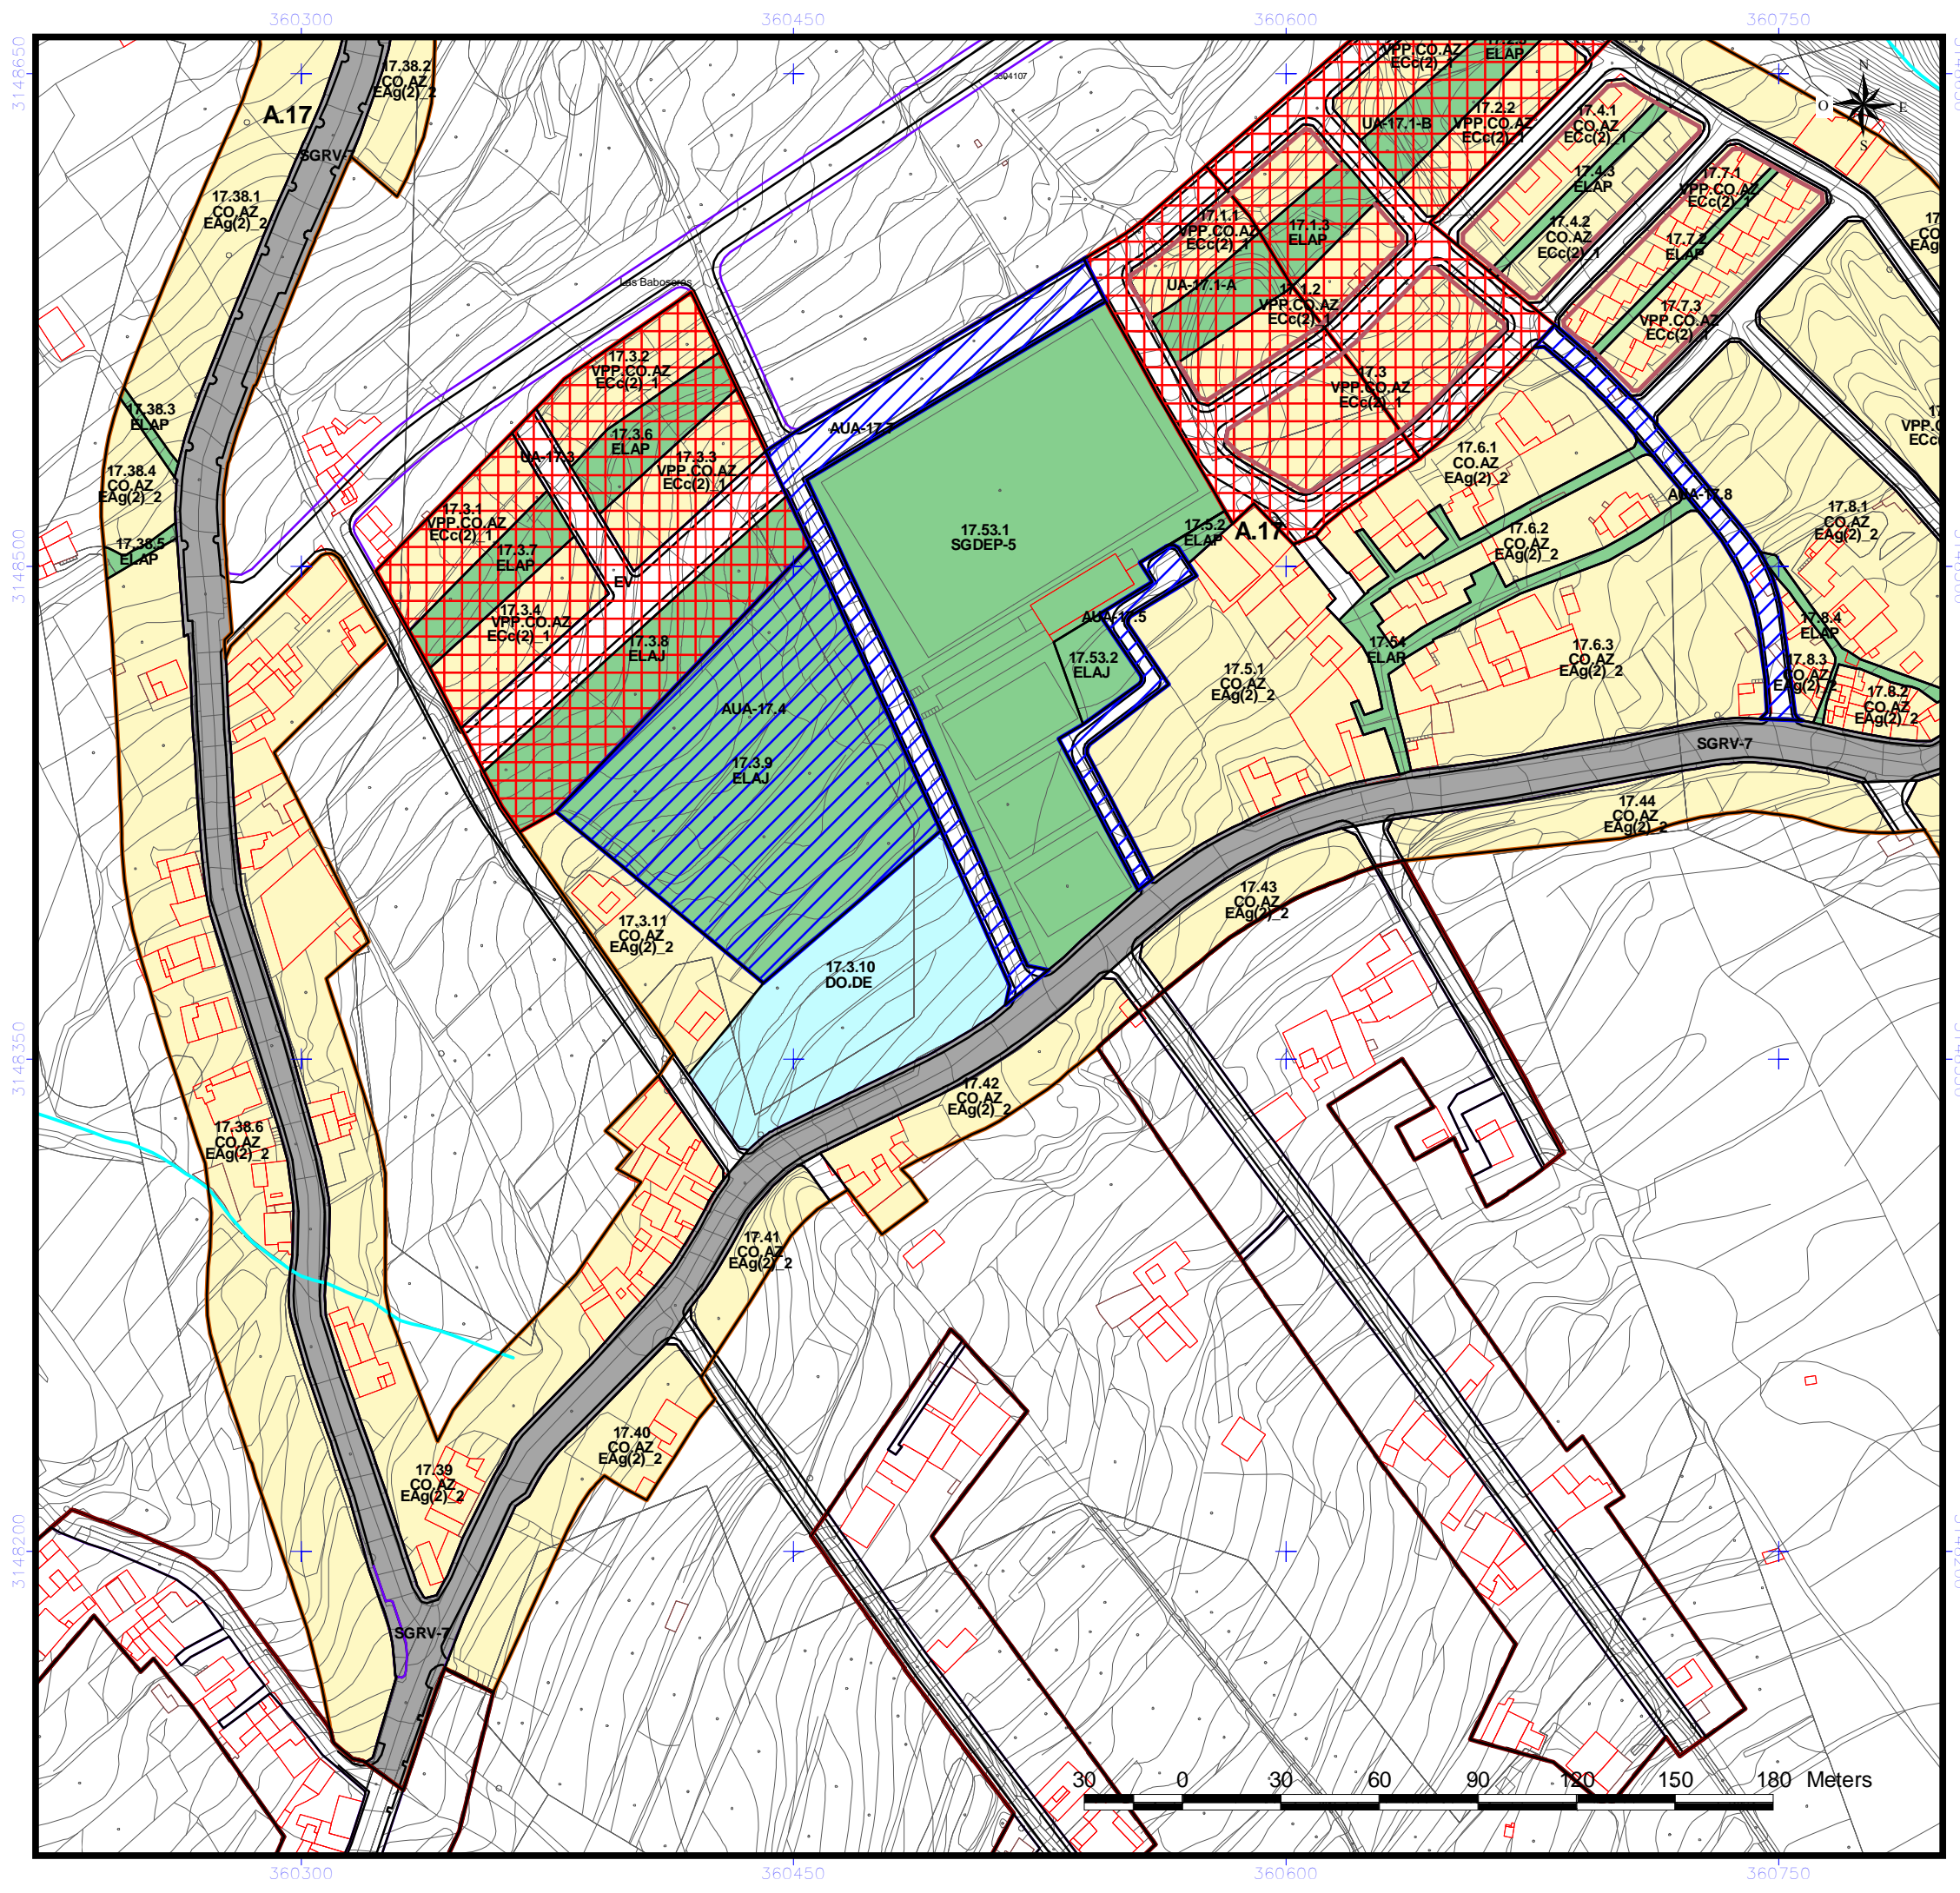 360300 360450 360600 360750
3148650
3148500
3148350
3148200
17.38.2
CO.AZ
EAg(2)_2
A.17
SGRV-7
17.38.1
CO.AZ
EAg(2)_2
3504107
VPP.CO.AZ
ECc(2)_1
ELAP
UA-17.1-B
17.2.2
VPP.CO.AZ
ECc(2)_1
17.4.1
CO.AZ
ECc(2)_1
17.4.3
ELAP
17.4.2
CO.AZ
ECc(2)_1
17.7.1
VPP.CO.AZ
ECc(2)_1
17.7.2
ELAP
17.7.3
VPP.CO.AZ
ECc(2)_1
N
O E
S
17.1.1
VPP.CO.AZ
ECc(2)_1
17.1.3
ELAP
UA-17.1-A
17.1.2
VPP.CO.AZ
ECc(2)_1
17.3
VPP.CO.AZ
ECc(2)_1
Las Baboseras
17.3.2
VPP.CO.AZ
ECc(2)_1
17.3.6
ELAP
UA-17.3
17.3.3
VPP.CO.AZ
ECc(2)_1
AUA-17.7
17.38.3
ELAP
17.38.4
CO.AZ
EAg(2)_2
17.38.5
ELAP
17.3.1
VPP.CO.AZ
ECc(2)_1
17.3.7
ELAP
EV
17.3.4
VPP.CO.AZ
ECc(2)_1
17.3.8
ELAJ
17.53.1
SGDEP-5
17.5.2
ELAP
A.17
17.6.1
CO.AZ
EAg(2)_2
AUA-17.8
17.6.2
CO.AZ
EAg(2)_2
17.8.1
CO.AZ
EAg(2)_2
AUA-17.5
17.53.2
ELAJ
17.5.1
CO.AZ
EAg(2)_2
17.54
ELAP
17.6.3
CO.AZ
EAg(2)_2
17.8.4
ELAP
17.8.3
CO.AZ
EAg(2)_2
17.8.2
CO.AZ
EAg(2)_2
SGRV-7
AUA-17.4
17.3.9
ELAJ
17.44
CO.AZ
EAg(2)_2
17.43
CO.AZ
EAg(2)_2
17.3.11
CO.AZ
EAg(2)_2
17.3.10
DO.DE
17.42
CO.AZ
EAg(2)_2
17.38.6
CO.AZ
EAg(2)_2
17.41
CO.AZ
EAg(2)_2
17.40
CO.AZ
EAg(2)_2
17.39
CO.AZ
EAg(2)_2
SGRV-7
30 0 30 60 90 120 150 180 Meters
360300 360450 360600 360750